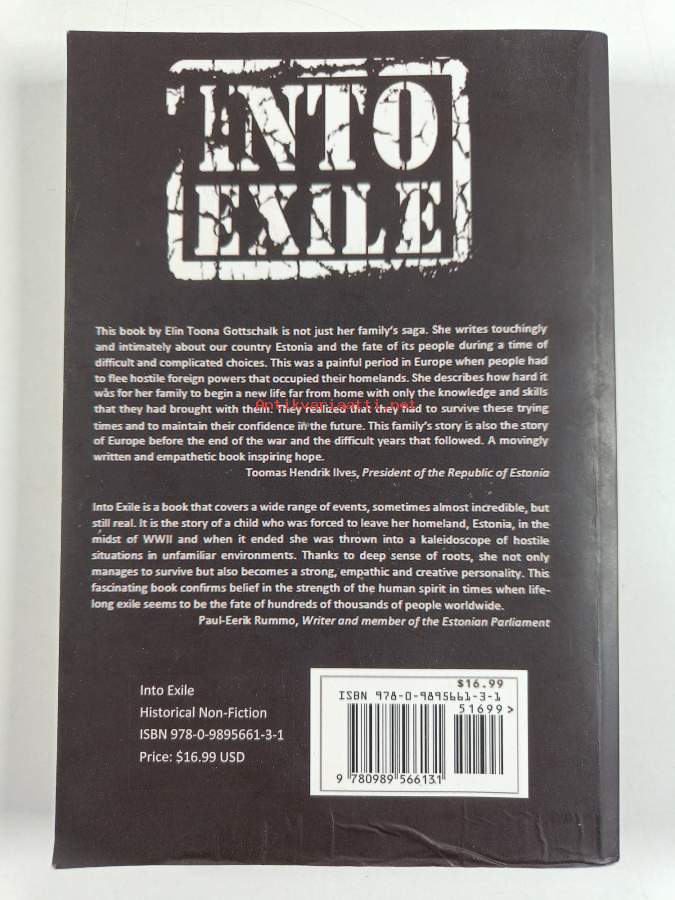 INTO
EXILE
This book by Elin Toona Gottschalk is not just her family's saga. She writes touchingly
and intimately about our country Estonia and the fate of its people during a time of
difficult and complicated choices. This was a painful period in Europe when people had
to flee hostile foreign powers that occupied their homelands. She describes how hard it
was for her family to begin a new life far from home with only the knowledge and skills
that they had brought with them. They realized that they had to survive these trying
Antikvariaatti.net
times and to maintain their confidence in the future. This family's story is also the story
of Europe before the end of the war and the difficult years that followed. A movingly
written and empathetic book inspiring hope.
Toomas Hendrik Ilves, President of the Republic of Estonia
Into Exile is a book that covers a wide range of events, sometimes almost incredible, but
still real. It is the story of a child who was forced to leave her homeland, Estonia, in the
midst of WWII and when it ended she was thrown into a kaleidoscope of hostile
situations in unfamiliar environments. Thanks to deep sense of roots, she not only
manages to survive but also becomes a strong, empathic and creative personality. This
fascinating book confirms belief in the strength of the human spirit in times when life-
long exile seems to be the fate of hundreds of thousands of people worldwide.
Paul-Eerik Rummo, Writer and member of the Estonian Parliament
Into Exile
Historical Non-Fiction
ISBN 978-0-9895661-3-1
Price: $16.99 USD
$16.99
ISBN 978-0-9895661-3-1
51699>
9 780989 566131